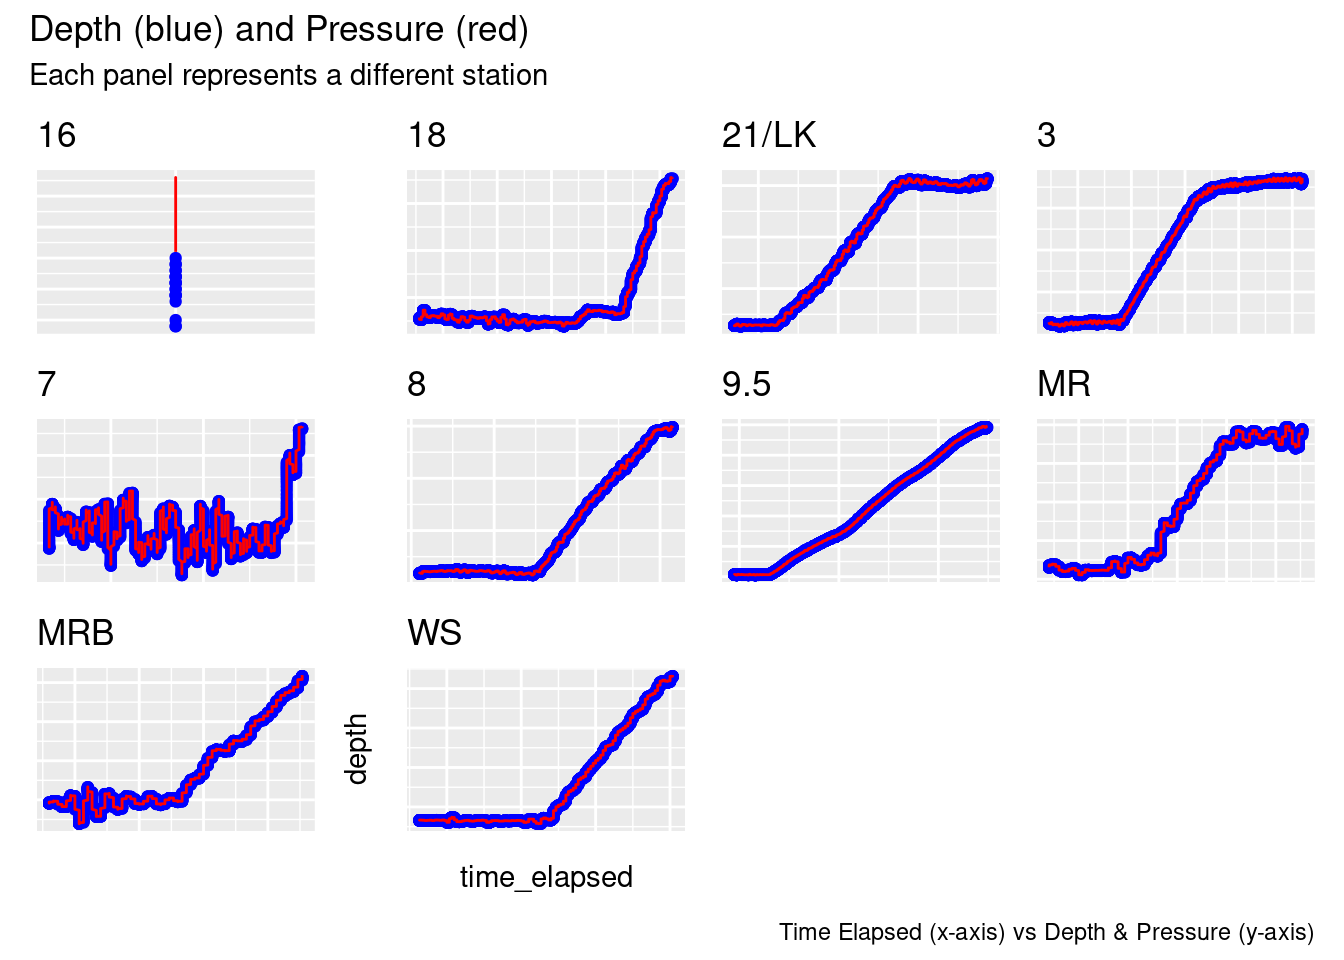 Depth (blue) and Pressure (red)
Each panel represents a different station
16
18
21/LK
3
7
8
9.5
MR
MRB
WS
depth
time_elapsed
Time Elapsed (x-axis) vs Depth & Pressure (y-axis)